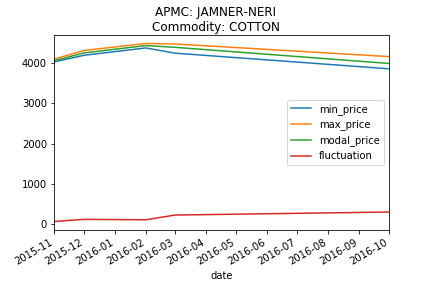 APMC: JAMNER-NERI
Commodity: COTTON
4000
3000
2000
1000
0
min_price
max_price
modal_price
fluctuation
2015-11
2015-12
2016-01
2016-02
2016-03
2016-04
2016-05
2016-06
2016-07
2016-08
2016-09
2016-10
date